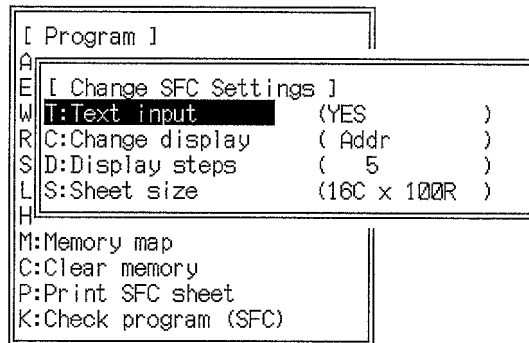 [ Program ]
A
E
W
R
S
L
H
[ Change SFC Settings ]
T:Text input (YES )
C:Change display ( Addr )
D:Display steps ( 5 )
S:Sheet size (16C x 100R )
M:Memory map
C:Clear memory
P:Print SFC sheet
K:Check program (SFC)